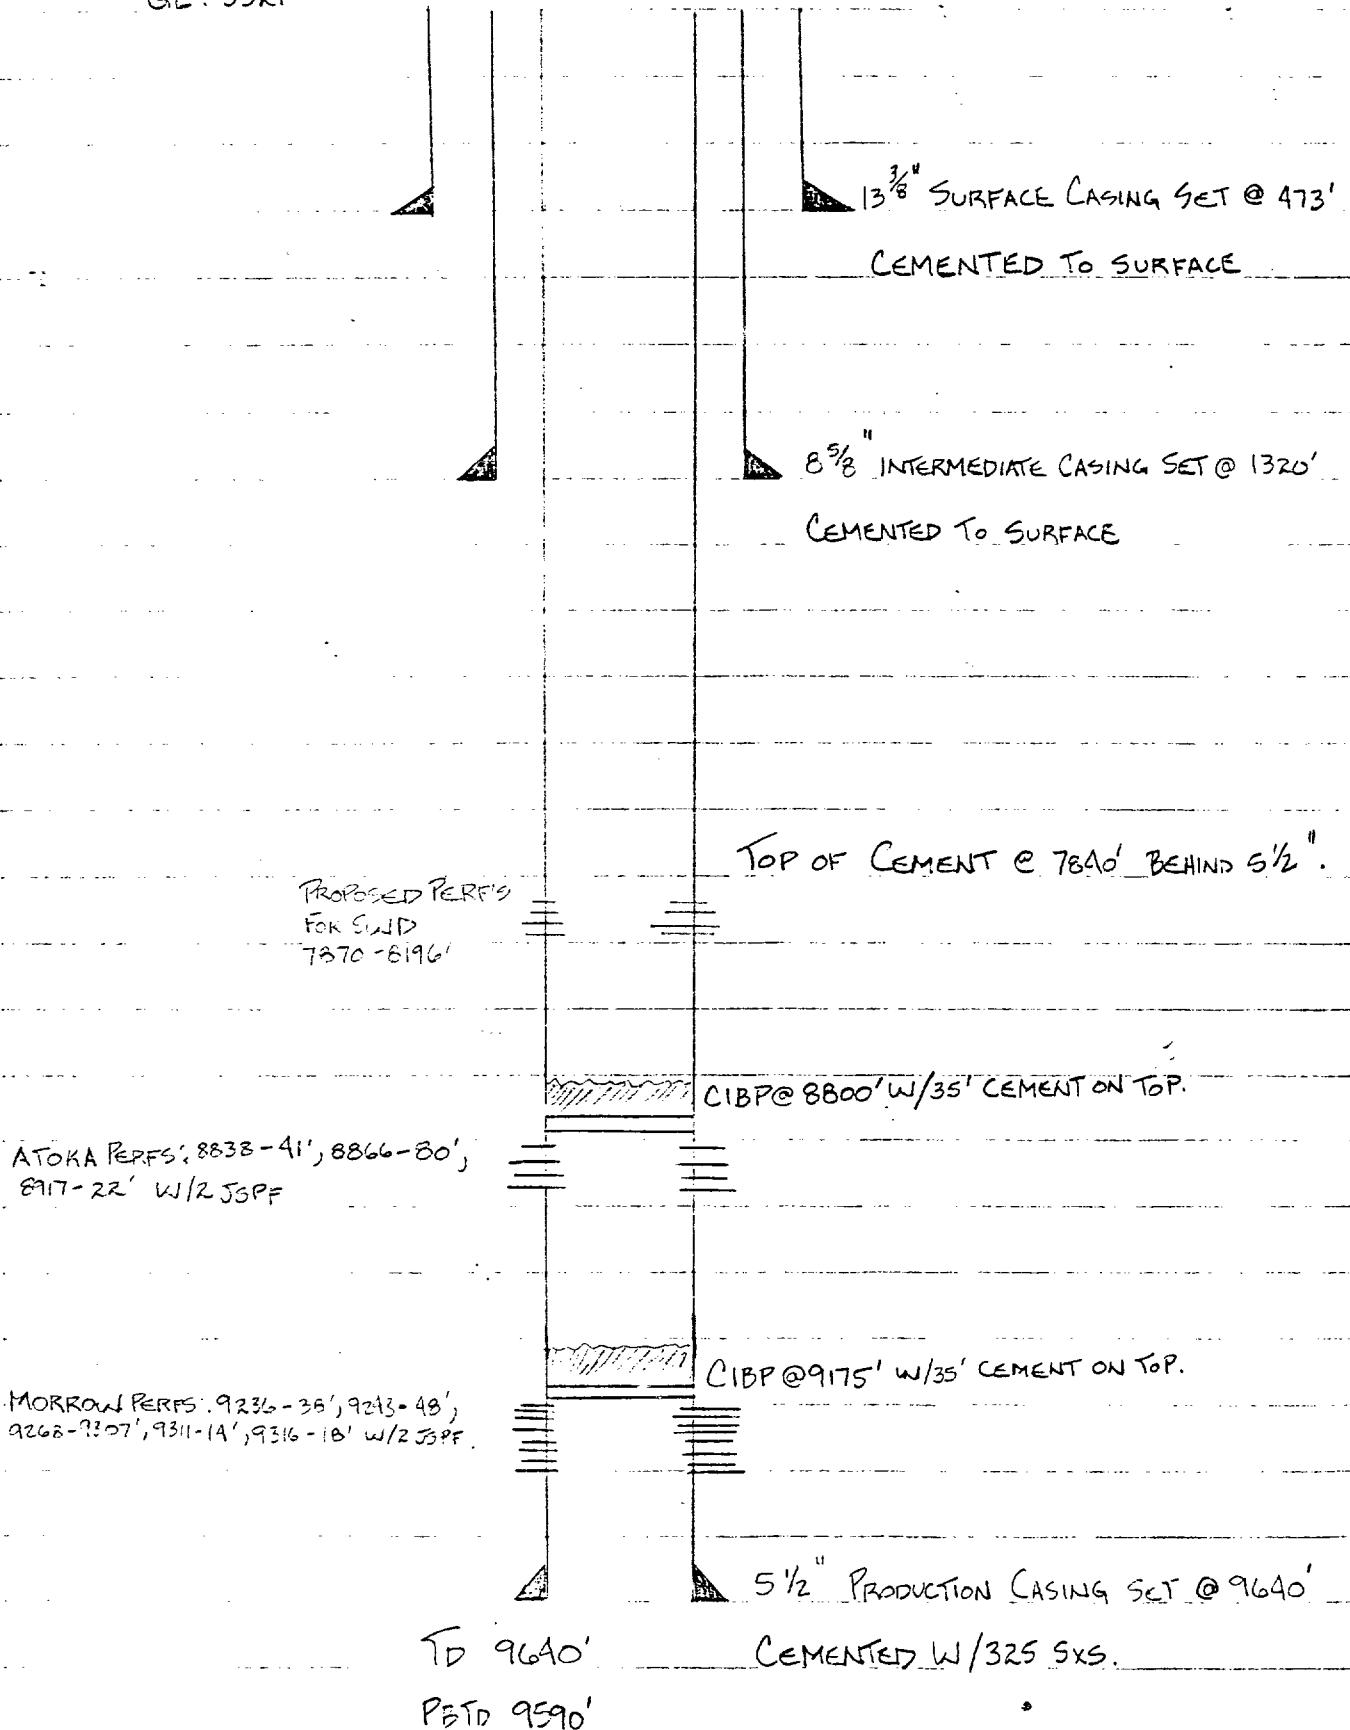 13 3/8" SURFACE CASING SET @ 473'
CEMENTED TO SURFACE
8 5/8" INTERMEDIATE CASING SET @ 1320'
CEMENTED TO SURFACE
TOP OF CEMENT @ 7840' BEHIND 5 1/2".
PROPOSED PERF'S
FOR SWD
7870-8196'
CIBP @ 8800' W/35' CEMENT ON TOP.
ATOKA PERFS: 8838-41', 8866-80',
8917-22' W/2 JSPF
CIBP @ 9175' W/35' CEMENT ON TOP.
MORROW PERFS: 9236-38', 9243-48',
9268-9307', 9311-14', 9316-18' W/2 JSPF.
5 1/2" PRODUCTION CASING SET @ 9640'
TD 9640'
CEMENTED W/325 SXS.
PBTD 9590'